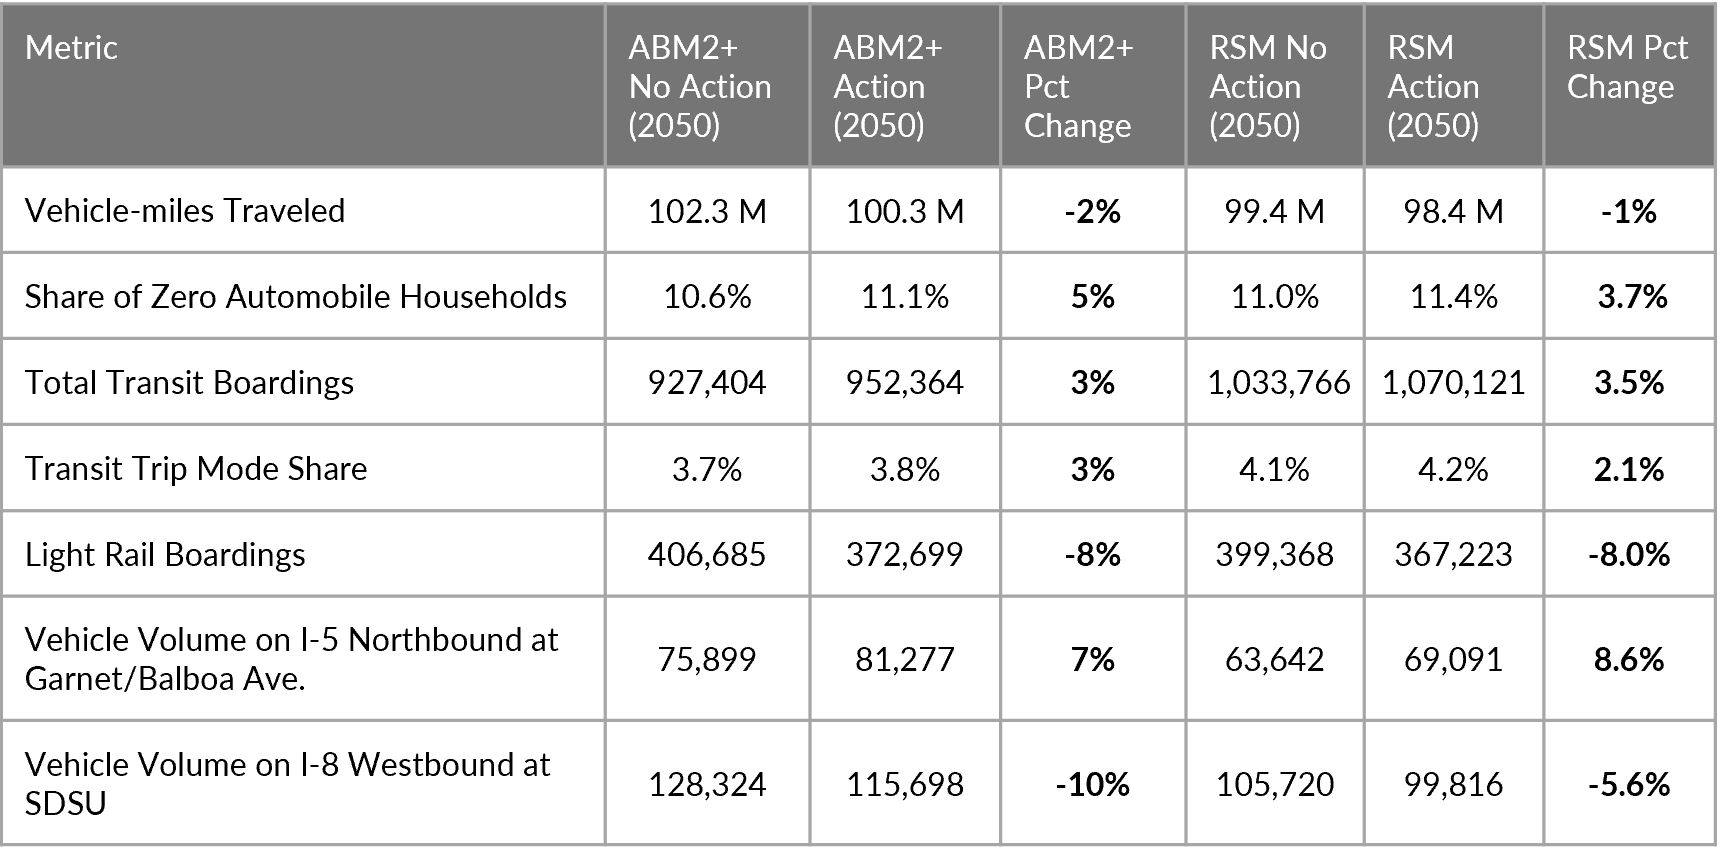 Metric
ABM2+
No Action
(2050)
ABM2+
Action
(2050)
ABM2+
Pct
Change
RSM No
Action
(2050)
RSM
Action
(2050)
RSM Pct
Change
Vehicle-miles Traveled
102.3 M
100.3 M
-2%
99.4 M
98.4 M
-1%
Share of Zero Automobile Households
10.6%
11.1%
5%
11.0%
11.4%
3.7%
Total Transit Boardings
927,404
952,364
3%
1,033,766
1,070,121
3.5%
Transit Trip Mode Share
3.7%
3.8%
3%
4.1%
4.2%
2.1%
Light Rail Boardings
406,685
372,699
-8%
399,368
367,223
-8.0%
Vehicle Volume on I-5 Northbound at
Garnet/Balboa Ave.
75,899
81,277
7%
63,642
69,091
8.6%
Vehicle Volume on I-8 Westbound at
SDSU
128,324
115,698
-10%
105,720
99,816
-5.6%